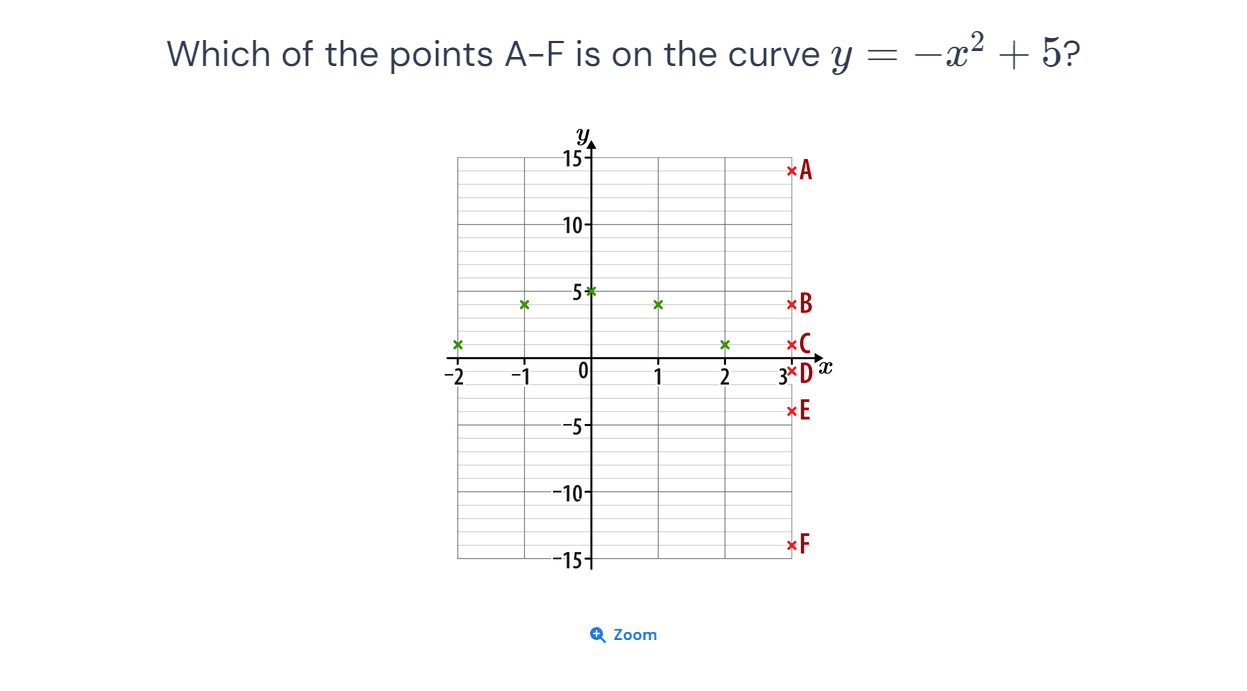 Which of the points A–F is on the curve y = −x² + 5?
y
15
A
10
5
B
C
−2
−1
0
1
2
3
D
x
E
−5
−10
F
−15
Zoom